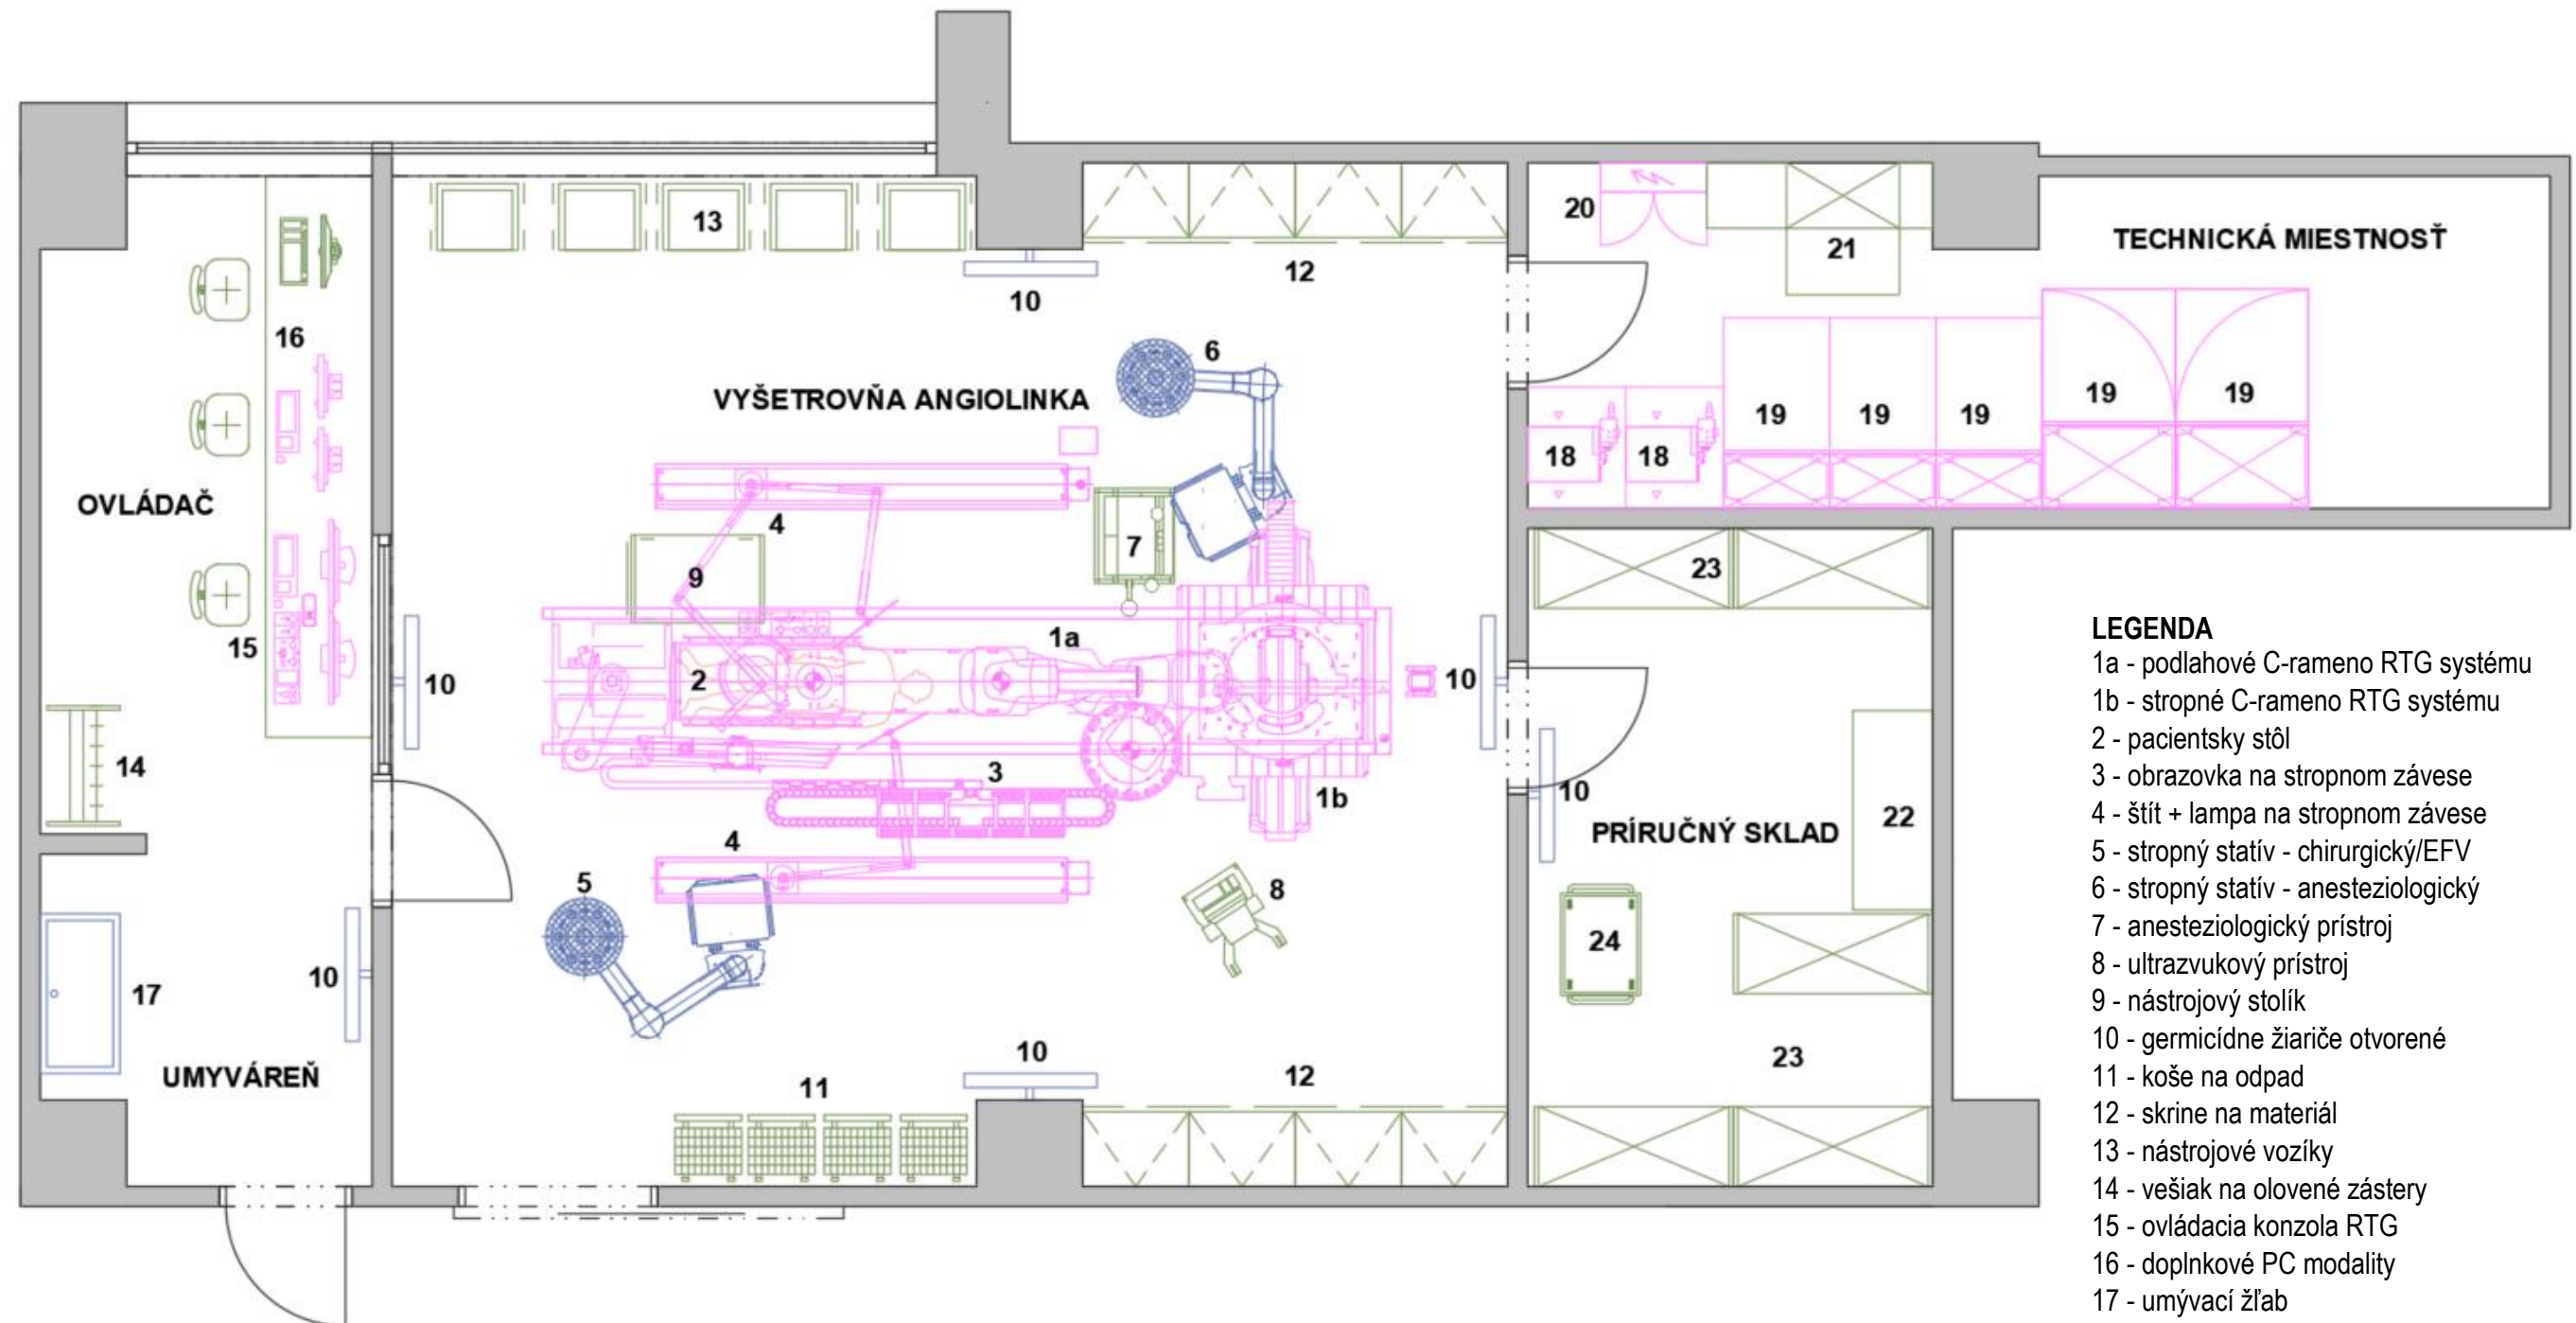 20
TECHNICKÁ MIESTNOSŤ
13
21
12
10
16
6
VYŠETROVŇA ANGIOLINKA
19
19
19
19
19
18
18
OVLÁDAČ
4
7
9
23
1a
15
2
10
10
14
3
10
1b
22
PRÍRUČNÝ SKLAD
4
5
8
24
10
17
10
12
23
UMYVÁREŇ
11
LEGENDA
1a - podlahové C-rameno RTG systému
1b - stropné C-rameno RTG systému
2 - pacientsky stôl
3 - obrazovka na stropnom závese
4 - štít + lampa na stropnom závese
5 - stropný statív - chirurgický/EFV
6 - stropný statív - anesteziologický
7 - anesteziologický prístroj
8 - ultrazvukový prístroj
9 - nástrojový stolík
10 - germicídne žiariče otvorené
11 - koše na odpad
12 - skrine na materiál
13 - nástrojové vozíky
14 - vešiak na olovené zástery
15 - ovládacia konzola RTG
16 - doplnkové PC modality
17 - umývací žľab